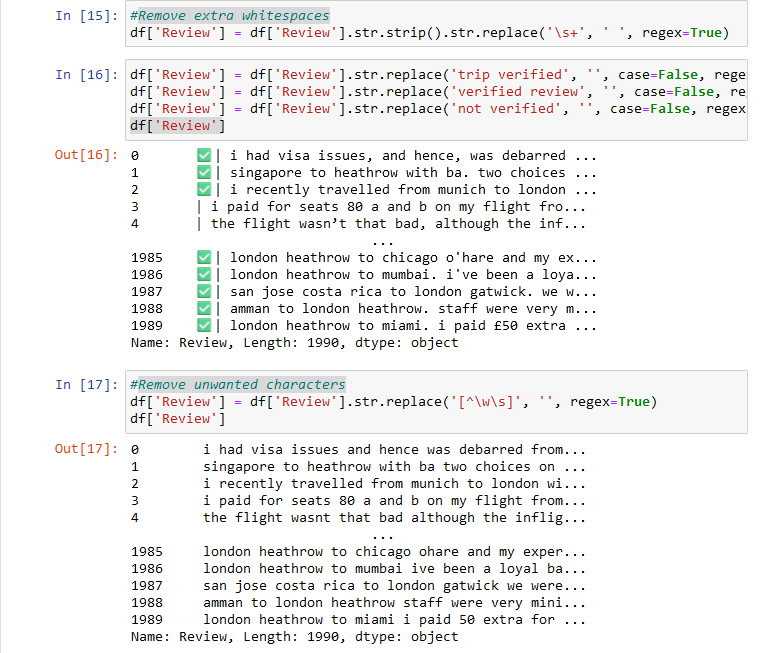 In [15]: #Remove extra whitespaces
df['Review'] = df['Review'].str.strip().str.replace('\s+', ' ', regex=True)
In [16]: df['Review'] = df['Review'].str.replace('trip verified', '', case=False, rege
df['Review'] = df['Review'].str.replace('verified review', '', case=False, re
df['Review'] = df['Review'].str.replace('not verified', '', case=False, regex
df['Review']
Out[16]: 0 ✅| i had visa issues, and hence, was debarred ...
1 ✅| singapore to heathrow with ba. two choices ...
2 ✅| i recently travelled from munich to london ...
3 | i paid for seats 80 a and b on my flight fro...
4 | the flight wasn’t that bad, although the inf...
...
1985 ✅| london heathrow to chicago o'hare and my ex...
1986 ✅| london heathrow to mumbai. i've been a loya...
1987 ✅| san jose costa rica to london gatwick. we w...
1988 ✅| amman to london heathrow. staff were very m...
1989 ✅| london heathrow to miami. i paid £50 extra ...
Name: Review, Length: 1990, dtype: object
In [17]: #Remove unwanted characters
df['Review'] = df['Review'].str.replace('[^\w\s]', '', regex=True)
df['Review']
Out[17]: 0 i had visa issues and hence was debarred from...
1 singapore to heathrow with ba two choices on ...
2 i recently travelled from munich to london wi...
3 i paid for seats 80 a and b on my flight from...
4 the flight wasnt that bad although the inflig...
...
1985 london heathrow to chicago ohare and my exper...
1986 london heathrow to mumbai ive been a loyal ba...
1987 san jose costa rica to london gatwick we were...
1988 amman to london heathrow staff were very mini...
1989 london heathrow to miami i paid 50 extra for ...
Name: Review, Length: 1990, dtype: object